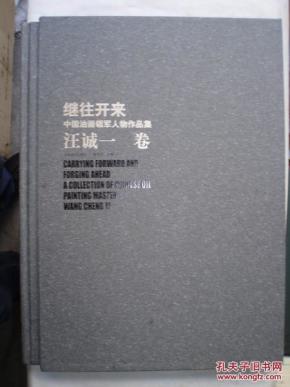 继往开来
中国油画领军人物作品集
汪诚一 卷
CARRYING FORWARD AND
FORGING AHEAD
A COLLECTION OF CHINESE OIL
PAINTING MASTER
WANG CHENG YI
孔夫子旧书网